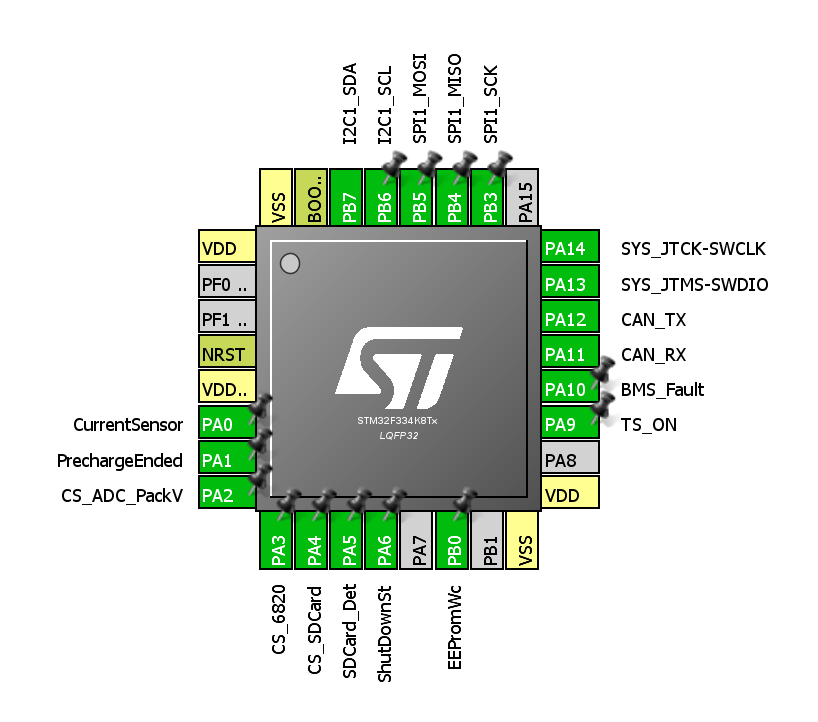 I2C1_SDA
I2C1_SCL
SPI1_MOSI
SPI1_MISO
SPI1_SCK
VSS
BOO..
PB7
PB6
PB5
PB4
PB3
PA15
VDD
PF0 ..
PF1 ..
NRST
VDD..
CurrentSensor PA0
PrechargeEnded PA1
CS_ADC_PackV PA2
ST
STM32F334K8Tx
LQFP32
PA14 SYS_JTCK-SWCLK
PA13 SYS_JTMS-SWDIO
PA12 CAN_TX
PA11 CAN_RX
PA10 BMS_Fault
PA9 TS_ON
PA8
VDD
PA3
PA4
PA5
PA6
PA7
PB0
PB1
VSS
CS_6820
CS_SDCard
SDCard_Det
ShutDownSt
EEPromWc